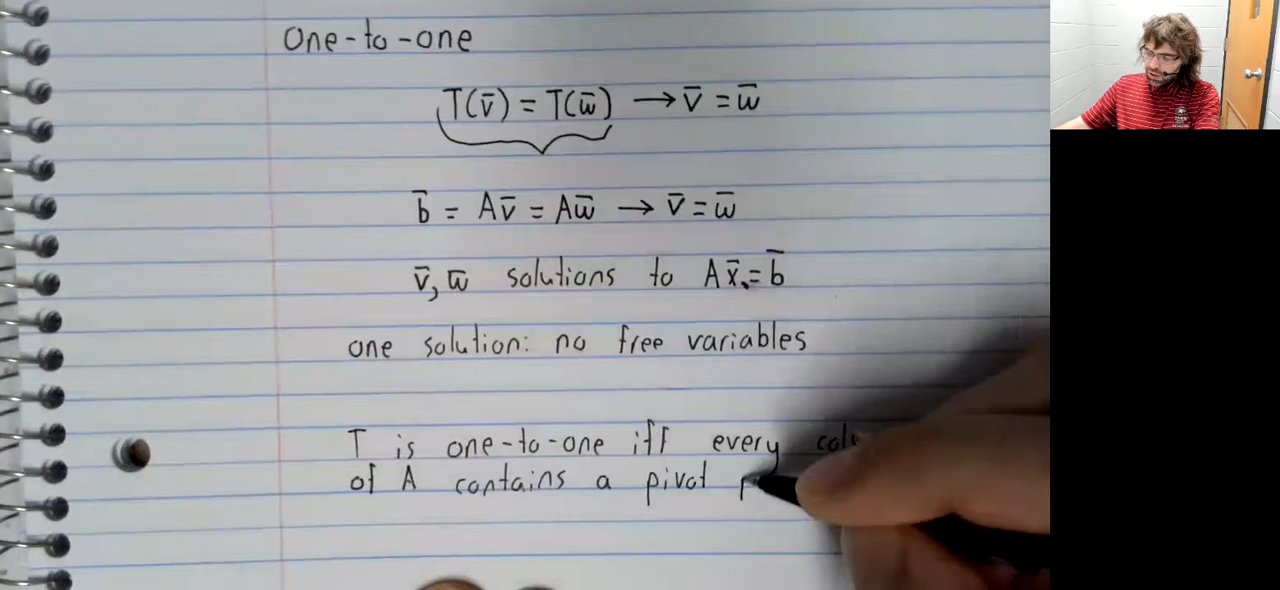 one-to-one
T(v̄) = T(w̄) → v̄ = w̄
b̄ = Av̄ = Aw̄ → v̄ = w̄
v̄, w̄ solutions to Ax̄ = b̄
one solution: no free variables
T is one-to-one iff every
of A contains a pivot